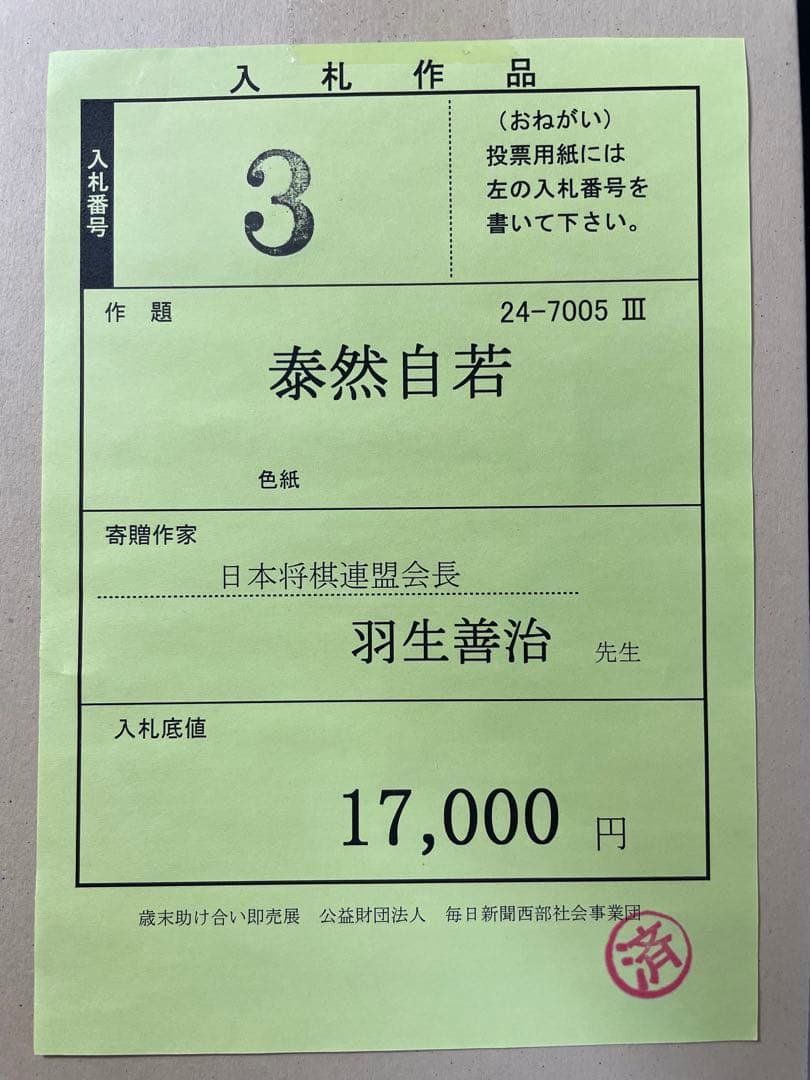 入札作品
入札番号
3
（おねがい）
投票用紙には
左の入札番号を
書いて下さい。
作題
24-7005 Ⅲ
泰然自若
色紙
寄贈作家
日本将棋連盟会長
羽生善治 先生
入札底値
17,000 円
歳末助け合い即売展 公益財団法人 毎日新聞西部社会事業団
済